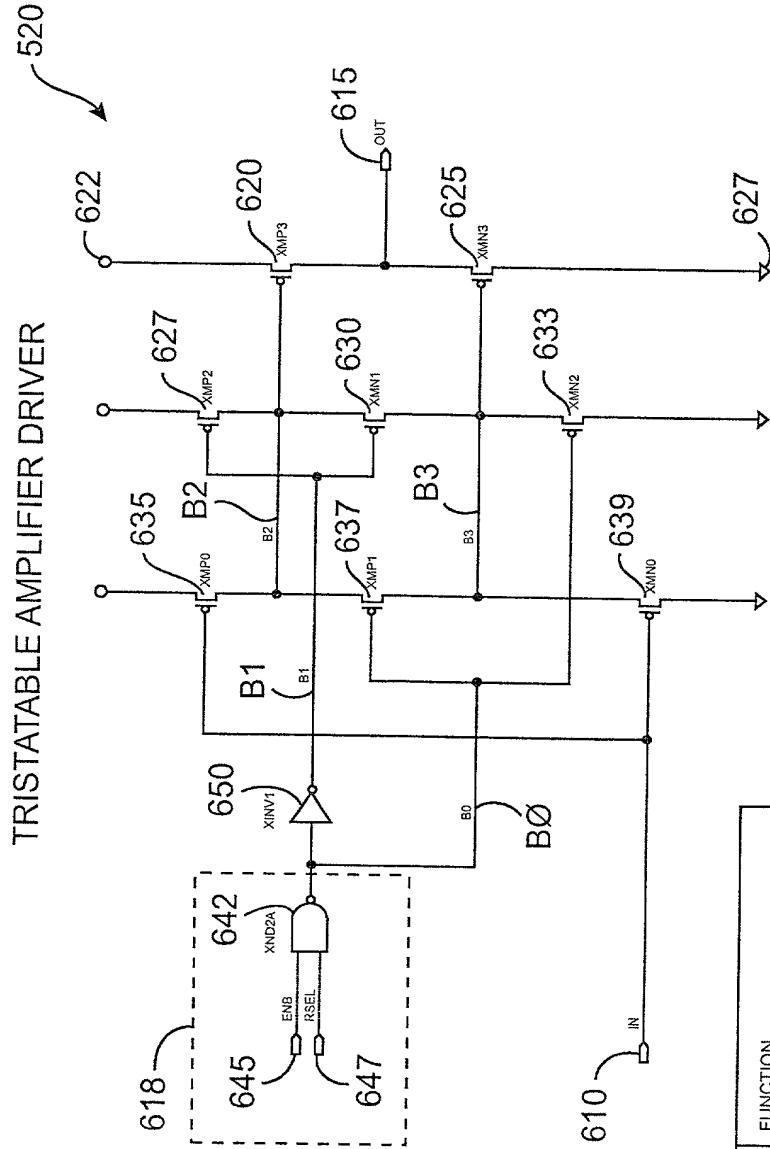 TRISTATABLE AMPLIFIER DRIVER
520
622
620
XMP3
615
OUT
625
XMN3
627
627
XMP2
630
XMN1
633
XMN2
635
XMP0
B2
B2
637
XMP1
B3
B3
639
XMN0
B1
B1
650
XINV1
B0
BØ
618
642
XND2A
ENB
RSEL
645
647
610
IN
FUNCTION